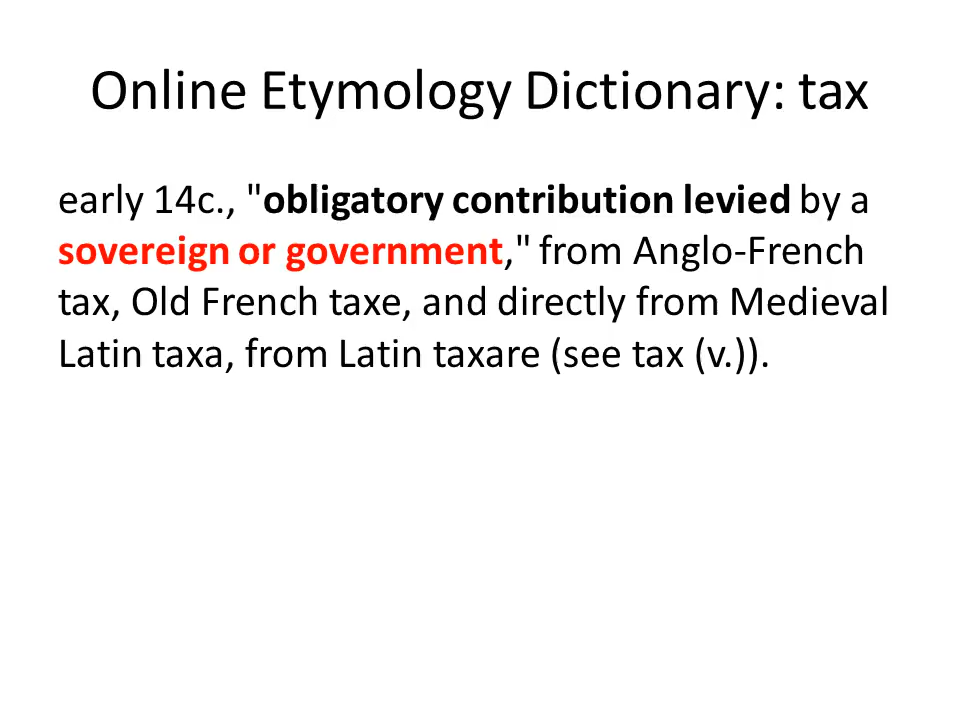 Online Etymology Dictionary: tax
early 14c., "obligatory contribution levied by a
sovereign or government," from Anglo-French
tax, Old French taxe, and directly from Medieval
Latin taxa, from Latin taxare (see tax (v.)).